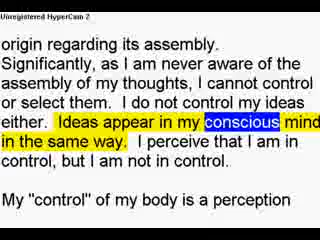 Unregistered HyperCam 2
origin regarding its assembly.
Significantly, as I am never aware of the
assembly of my thoughts, I cannot control
or select them.  I do not control my ideas
either.  Ideas appear in my conscious mind
in the same way.  I perceive that I am in
control, but I am not in control.
My "control" of my body is a perception